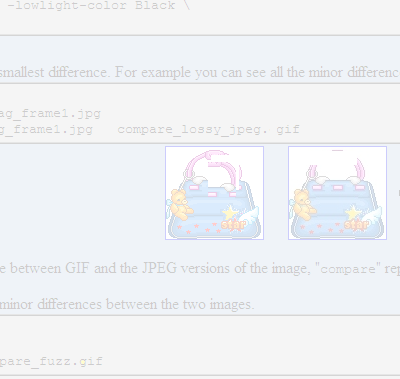 -lowlight-color Black \
smallest difference. For example you can see all the minor differenc
ag_frame1.jpg
g_frame1.jpg compare_lossy_jpeg. gif
e between GIF and the JPEG versions of the image, "compare" rep
minor differences between the two images.
pare_fuzz.gif